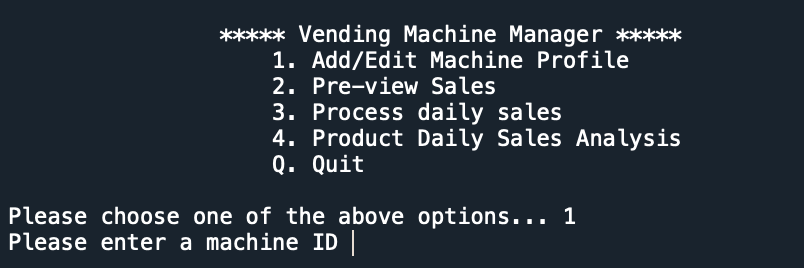 ***** Vending Machine Manager *****
1. Add/Edit Machine Profile
2. Pre-view Sales
3. Process daily sales
4. Product Daily Sales Analysis
Q. Quit
Please choose one of the above options... 1
Please enter a machine ID